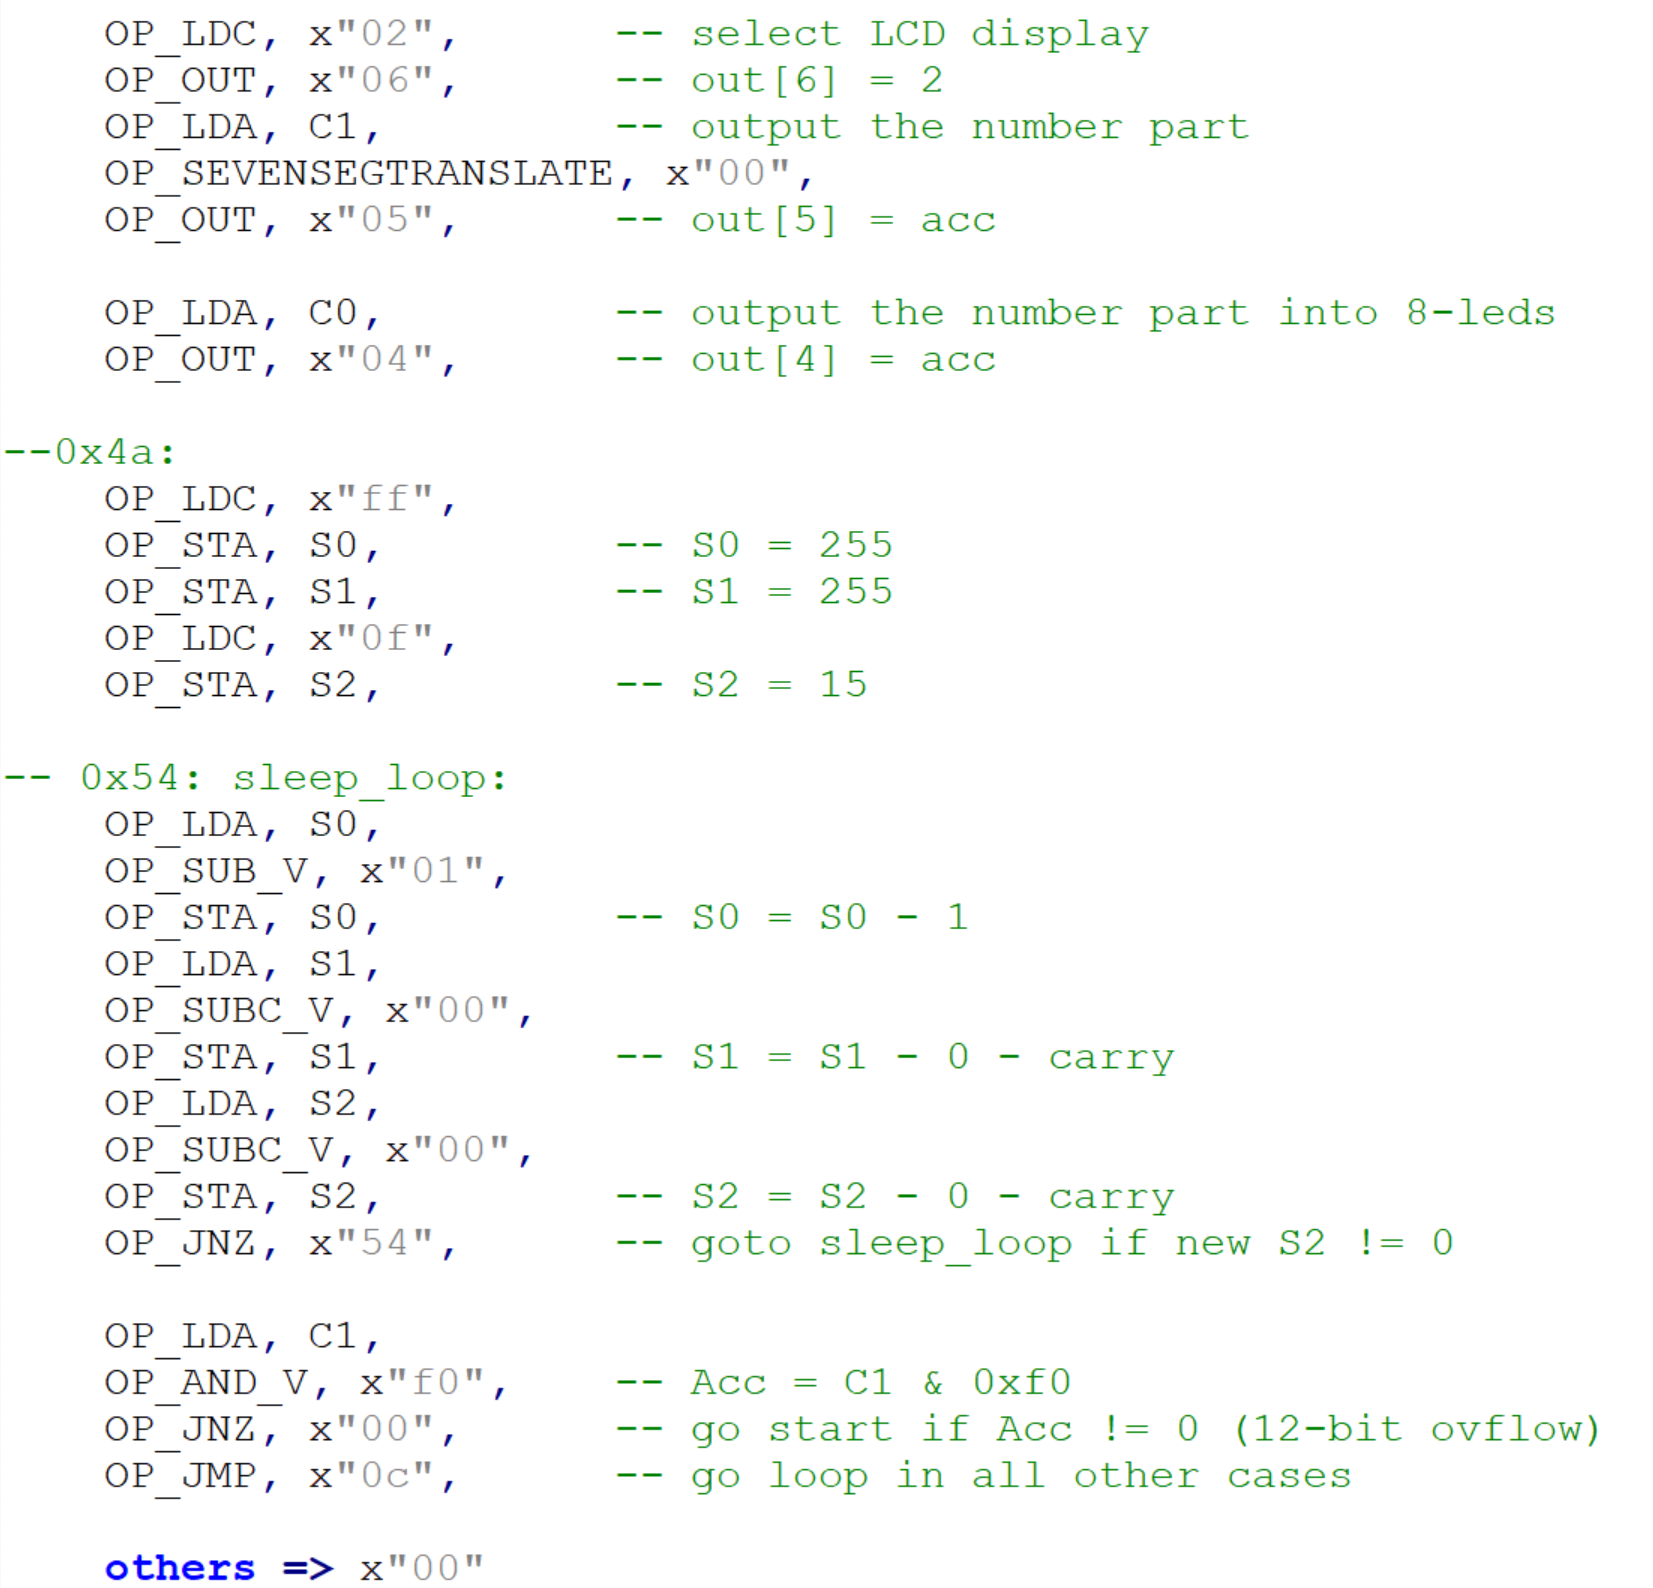 OP_LDC, x"02", -- select LCD display
OP_OUT, x"06", -- out[6] = 2
OP_LDA, C1, -- output the number part
OP_SEVENSEGTRANSLATE, x"00",
OP_OUT, x"05", -- out[5] = acc
OP_LDA, C0, -- output the number part into 8-leds
OP_OUT, x"04", -- out[4] = acc
--0x4a:
OP_LDC, x"ff",
OP_STA, S0, -- S0 = 255
OP_STA, S1, -- S1 = 255
OP_LDC, x"0f",
OP_STA, S2, -- S2 = 15
-- 0x54: sleep_loop:
OP_LDA, S0,
OP_SUB_V, x"01",
OP_STA, S0, -- S0 = S0 - 1
OP_LDA, S1,
OP_SUBC_V, x"00",
OP_STA, S1, -- S1 = S1 - 0 - carry
OP_LDA, S2,
OP_SUBC_V, x"00",
OP_STA, S2, -- S2 = S2 - 0 - carry
OP_JNZ, x"54", -- goto sleep_loop if new S2 != 0
OP_LDA, C1,
OP_AND_V, x"f0", -- Acc = C1 & 0xf0
OP_JNZ, x"00", -- go start if Acc != 0 (12-bit ovflow)
OP_JMP, x"0c", -- go loop in all other cases
others => x"00"